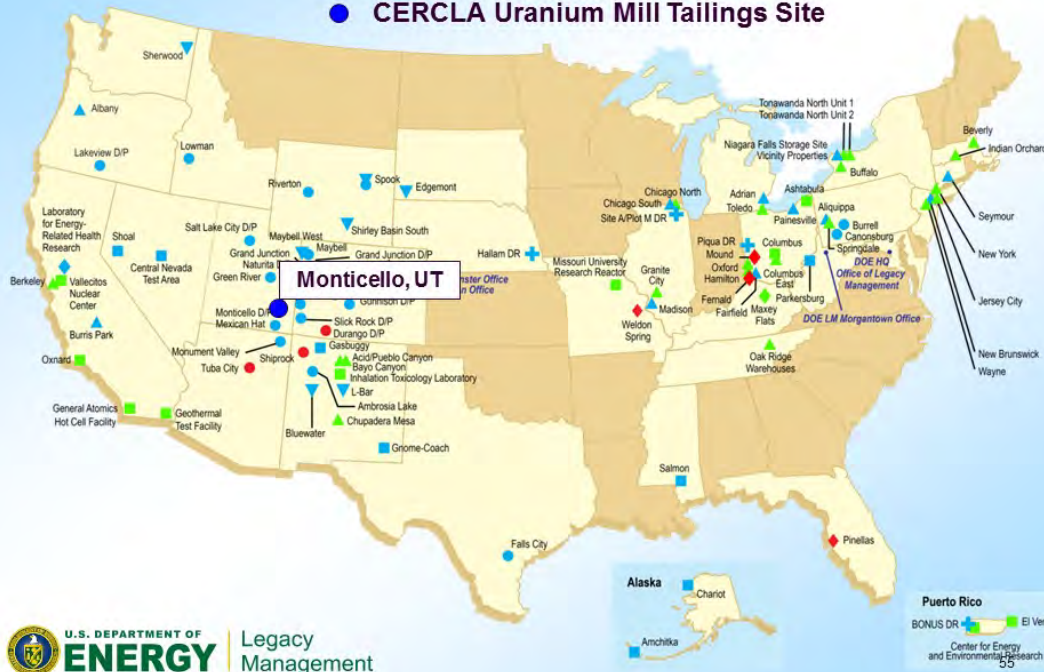 CERCLA Uranium Mill Tailings Site
Sherwood
Albany
Lakeview D/P
Lowman
Riverton
Spook
Edgemont
Shirley Basin South
Laboratory
for Energy-
Related Health
Research
Shoal
Central Nevada
Test Area
Salt Lake City D/P
Maybell West
Maybell
Grand Junction
Grand Junction D/P
Naturita
Green River
Monticello, UT
Office
Office
Gunnison D/P
Monticello D/P
Mexican Hat
Slick Rock D/P
Durango D/P
Gasbuggy
Monument Valley
Shiprock
Tuba City
Acid/Pueblo Canyon
Bayo Canyon
Inhalation Toxicology Laboratory
L-Bar
Ambrosia Lake
Bluewater
Chupadera Mesa
Gnome-Coach
Berkeley
Vallecitos
Nuclear
Center
Burris Park
Oxnard
General Atomics
Hot Cell Facility
Geothermal
Test Facility
Hallam DR
Missouri University
Research Reactor
Granite
City
Madison
Weldon
Spring
Chicago North
Chicago South
Site A/Plot M DR
Tonawanda North Unit 1
Tonawanda North Unit 2
Niagara Falls Storage Site
Vicinity Properties
Buffalo
Beverly
Indian Orchard
Adrian
Toledo
Ashtabula
Painesville
Aliquippa
Burrell
Canonsburg
Springdale
Seymour
New York
Jersey City
New Brunswick
Wayne
Piqua DR
Mound
Oxford
Hamilton
Columbus
Columbus
East
Fernald
Fairfield
Maxey
Flats
Parkersburg
DOE HQ
Office of Legacy
Management
DOE LM Morgantown Office
Oak Ridge
Warehouses
Salmon
Pinellas
Falls City
Alaska
Chariot
Amchitka
Puerto Rico
BONUS DR
El Ver
Center for Energy
and Environmental Research
55
U.S. DEPARTMENT OF
ENERGY
Legacy
Management